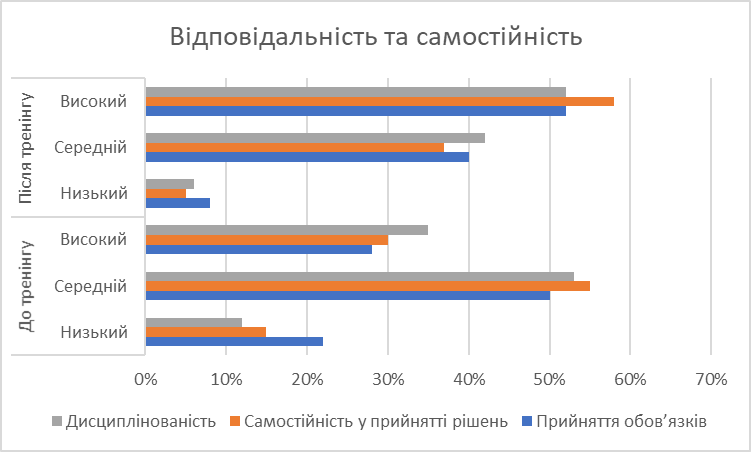 Відповідальність та самостійність
Після тренінгу
Високий
Середній
Низький
До тренінгу
Високий
Середній
Низький
0% 10% 20% 30% 40% 50% 60% 70%
Дисциплінованість Самостійність у прийнятті рішень Прийняття обов’язків